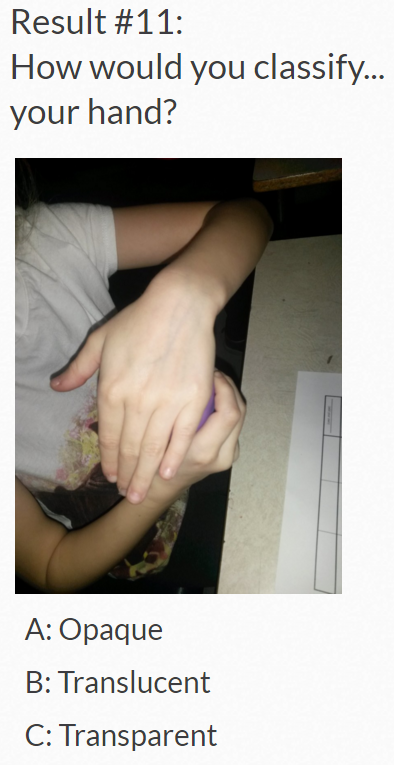 Result #11:
How would you classify...
your hand?
A: Opaque
B: Translucent
C: Transparent